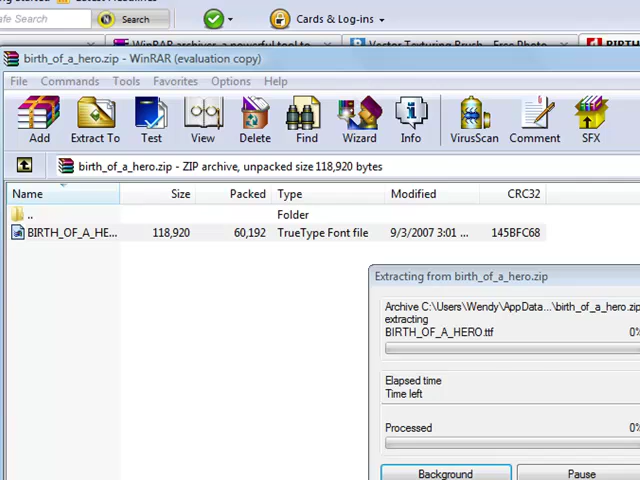 Safe Search
Search
Cards & Log-ins
birth_of_a_hero.zip - WinRAR (evaluation copy)
File Commands Tools Favorites Options Help
Add Extract To Test View Delete Find Wizard Info VirusScan Comment SFX
birth_of_a_hero.zip - ZIP archive, unpacked size 118,920 bytes
Name Size Packed Type Modified CRC32
.. Folder
BIRTH_OF_A_HE... 118,920 60,192 TrueType Font file 9/3/2007 3:01 ... 145BFC68
Extracting from birth_of_a_hero.zip
Archive C:\Users\Wendy\AppData...\birth_of_a_hero.zip
extracting
BIRTH_OF_A_HERO.ttf 0%
Elapsed time
Time left
Processed 0%
Background Pause